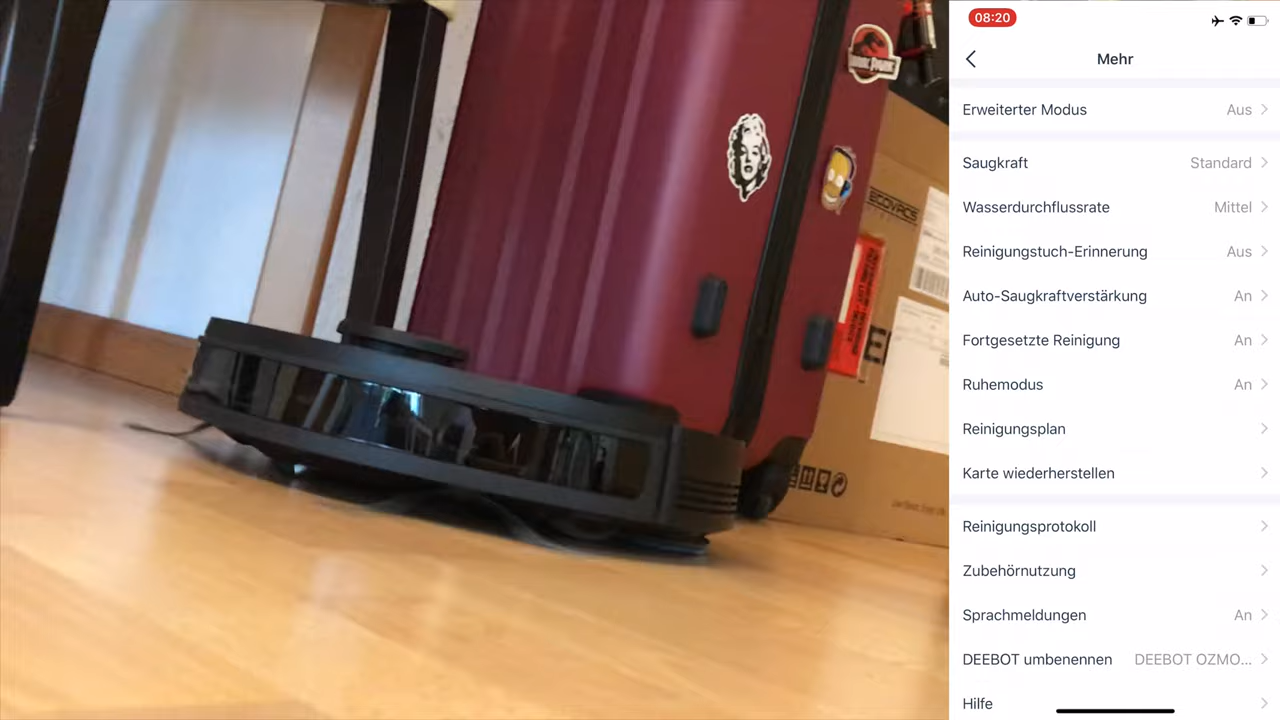 PARK
ECOVACS
08:20
Mehr
Erweiterter Modus Aus
Saugkraft Standard
Wasserdurchflussrate Mittel
Reinigungstuch-Erinnerung Aus
Auto-Saugkraftverstärkung An
Fortgesetzte Reinigung An
Ruhemodus An
Reinigungsplan
Karte wiederherstellen
Reinigungsprotokoll
Zubehörnutzung
Sprachmeldungen An
DEEBOT umbenennen DEEBOT OZMO...
Hilfe